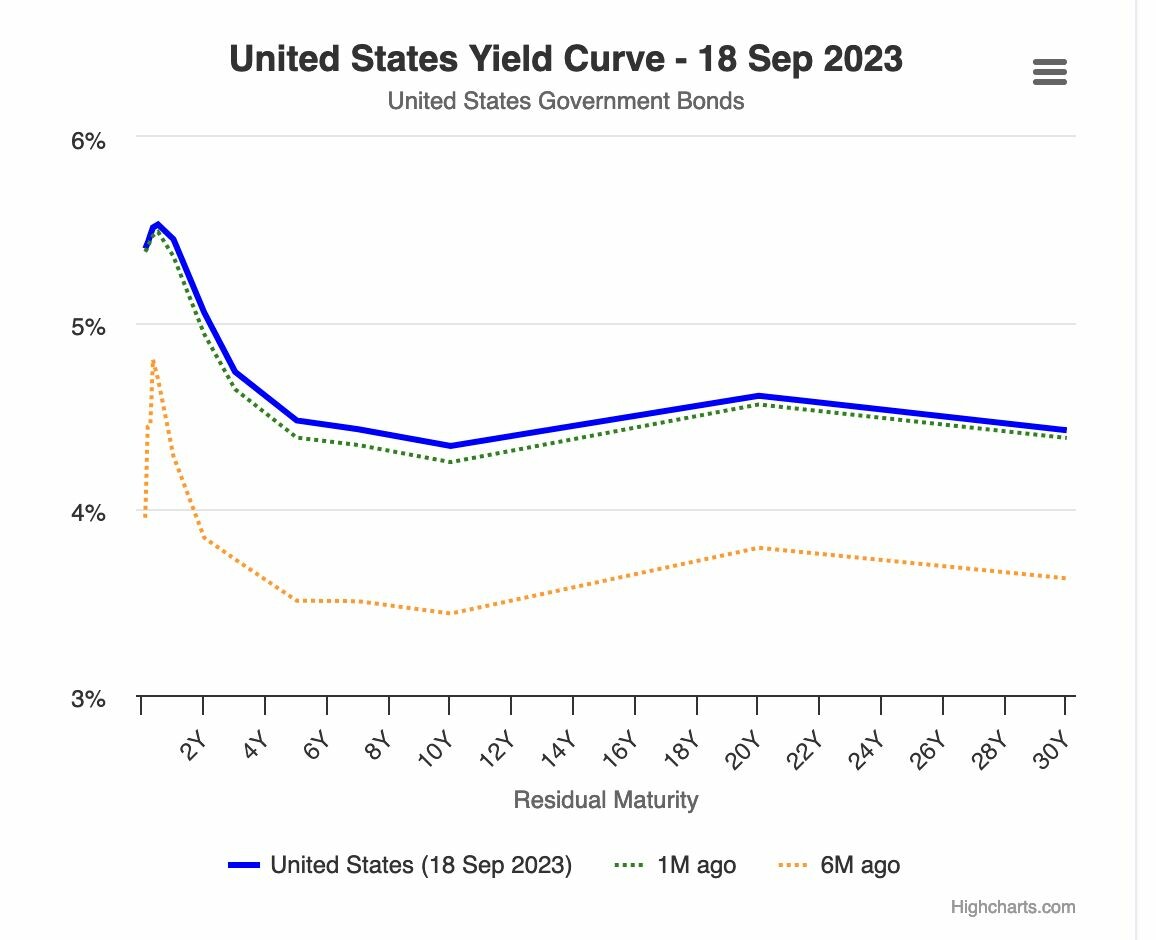 United States Yield Curve - 18 Sep 2023
United States Government Bonds
6%
5%
4%
3%
2Y 4Y 6Y 8Y 10Y 12Y 14Y 16Y 18Y 20Y 22Y 24Y 26Y 28Y 30Y
Residual Maturity
United States (18 Sep 2023) 1M ago 6M ago
Highcharts.com